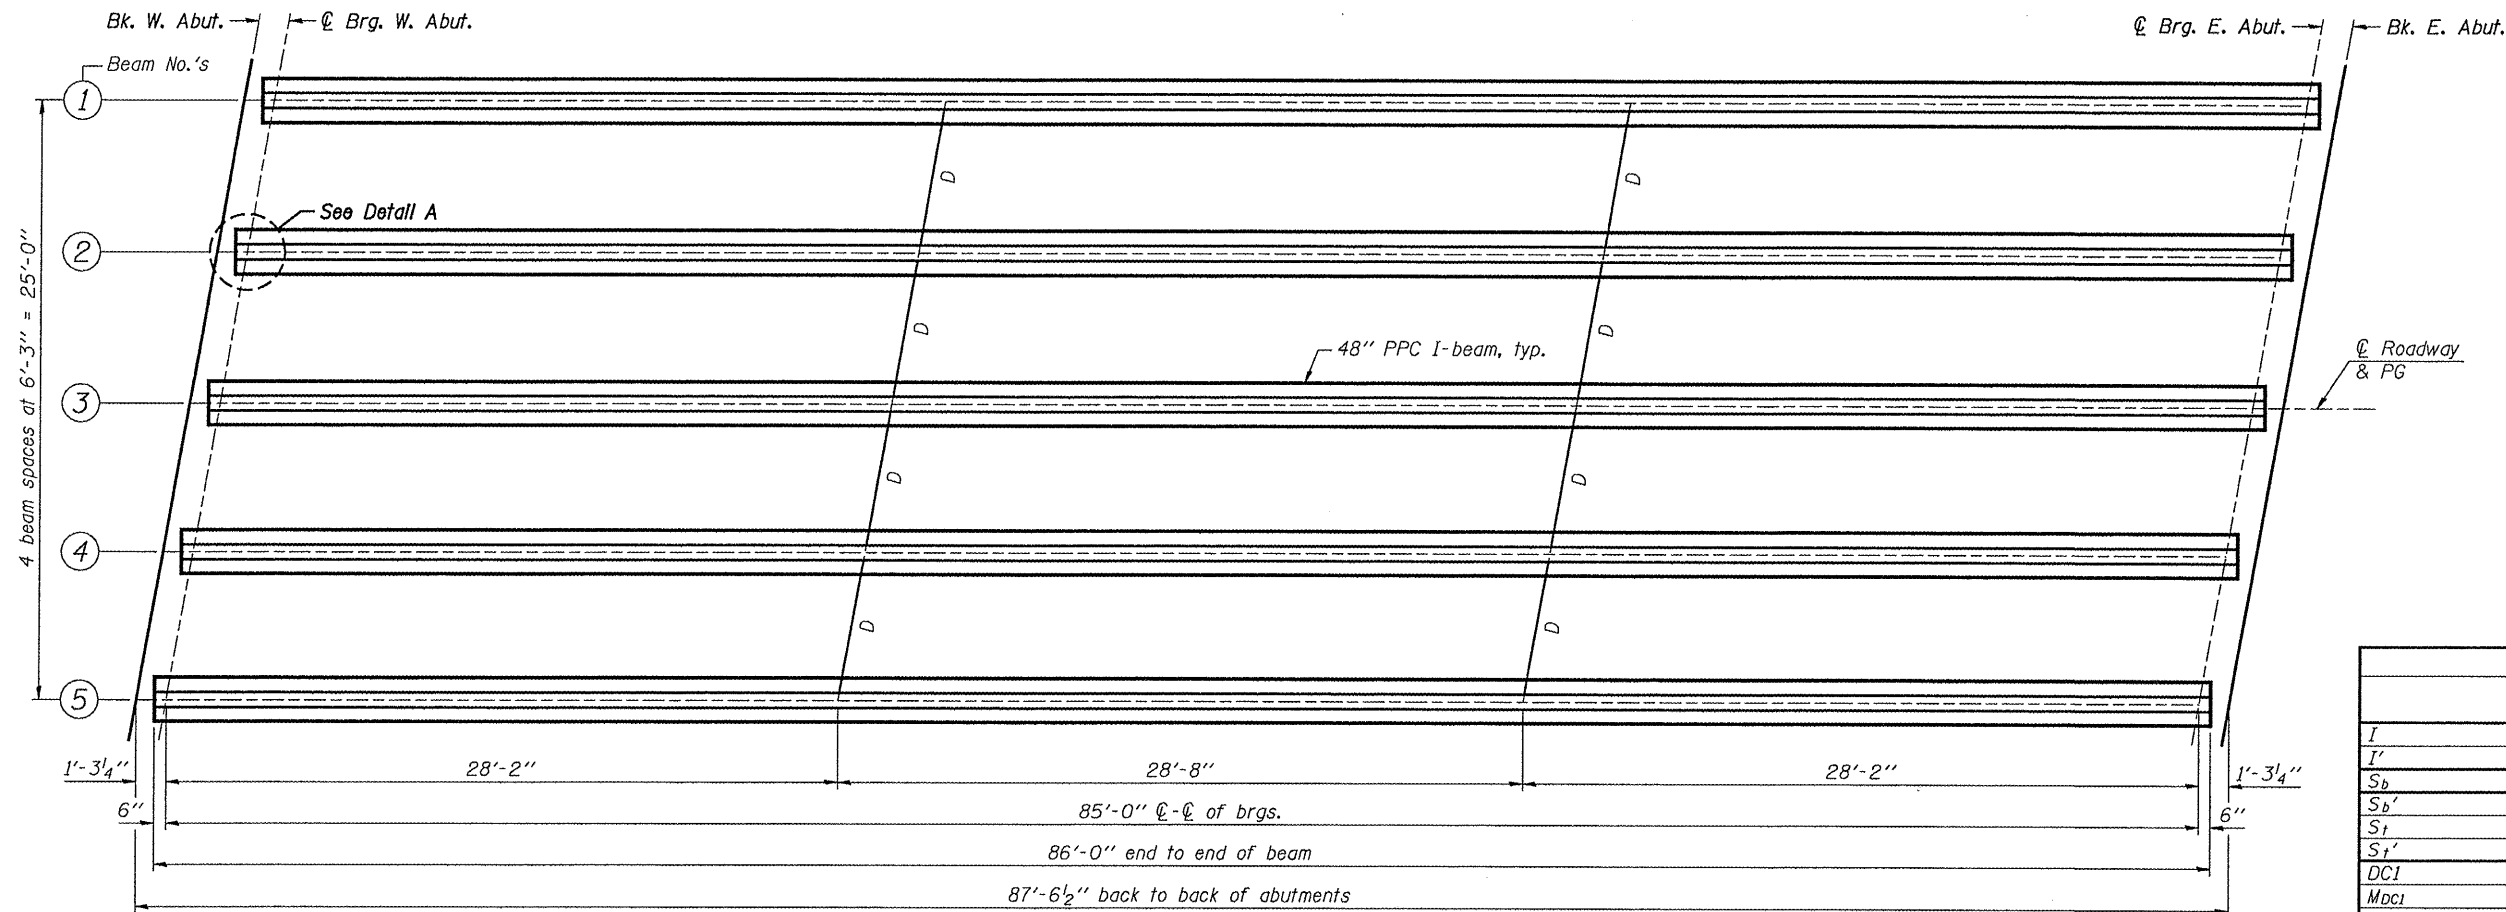 Bk. W. Abut.
℄ Brg. W. Abut.
℄ Brg. E. Abut.
Bk. E. Abut.
Beam No.'s
1
D
D
See Detail A
2
4 beam spaces at 6'-3" = 25'-0"
D
D
48" PPC I-beam, typ.
℄ Roadway
& PG
3
D
D
4
D
D
5
1'-3¼"
28'-2"
28'-8"
28'-2"
1'-3¼"
6"
85'-0" ℄-℄ of brgs.
6"
86'-0" end to end of beam
87'-6½" back to back of abutments
I
I'
Sb
Sb'
St
St'
DC1
MDC1